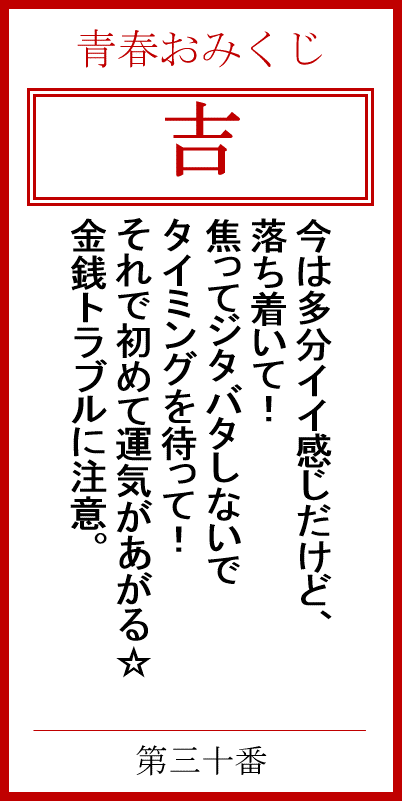 青春おみくじ
吉
今は多分イイ感じだけど、
落ち着いて！
焦ってジタバタしないで
タイミングを待って！
それで初めて運気があがる☆
金銭トラブルに注意。
第三十番